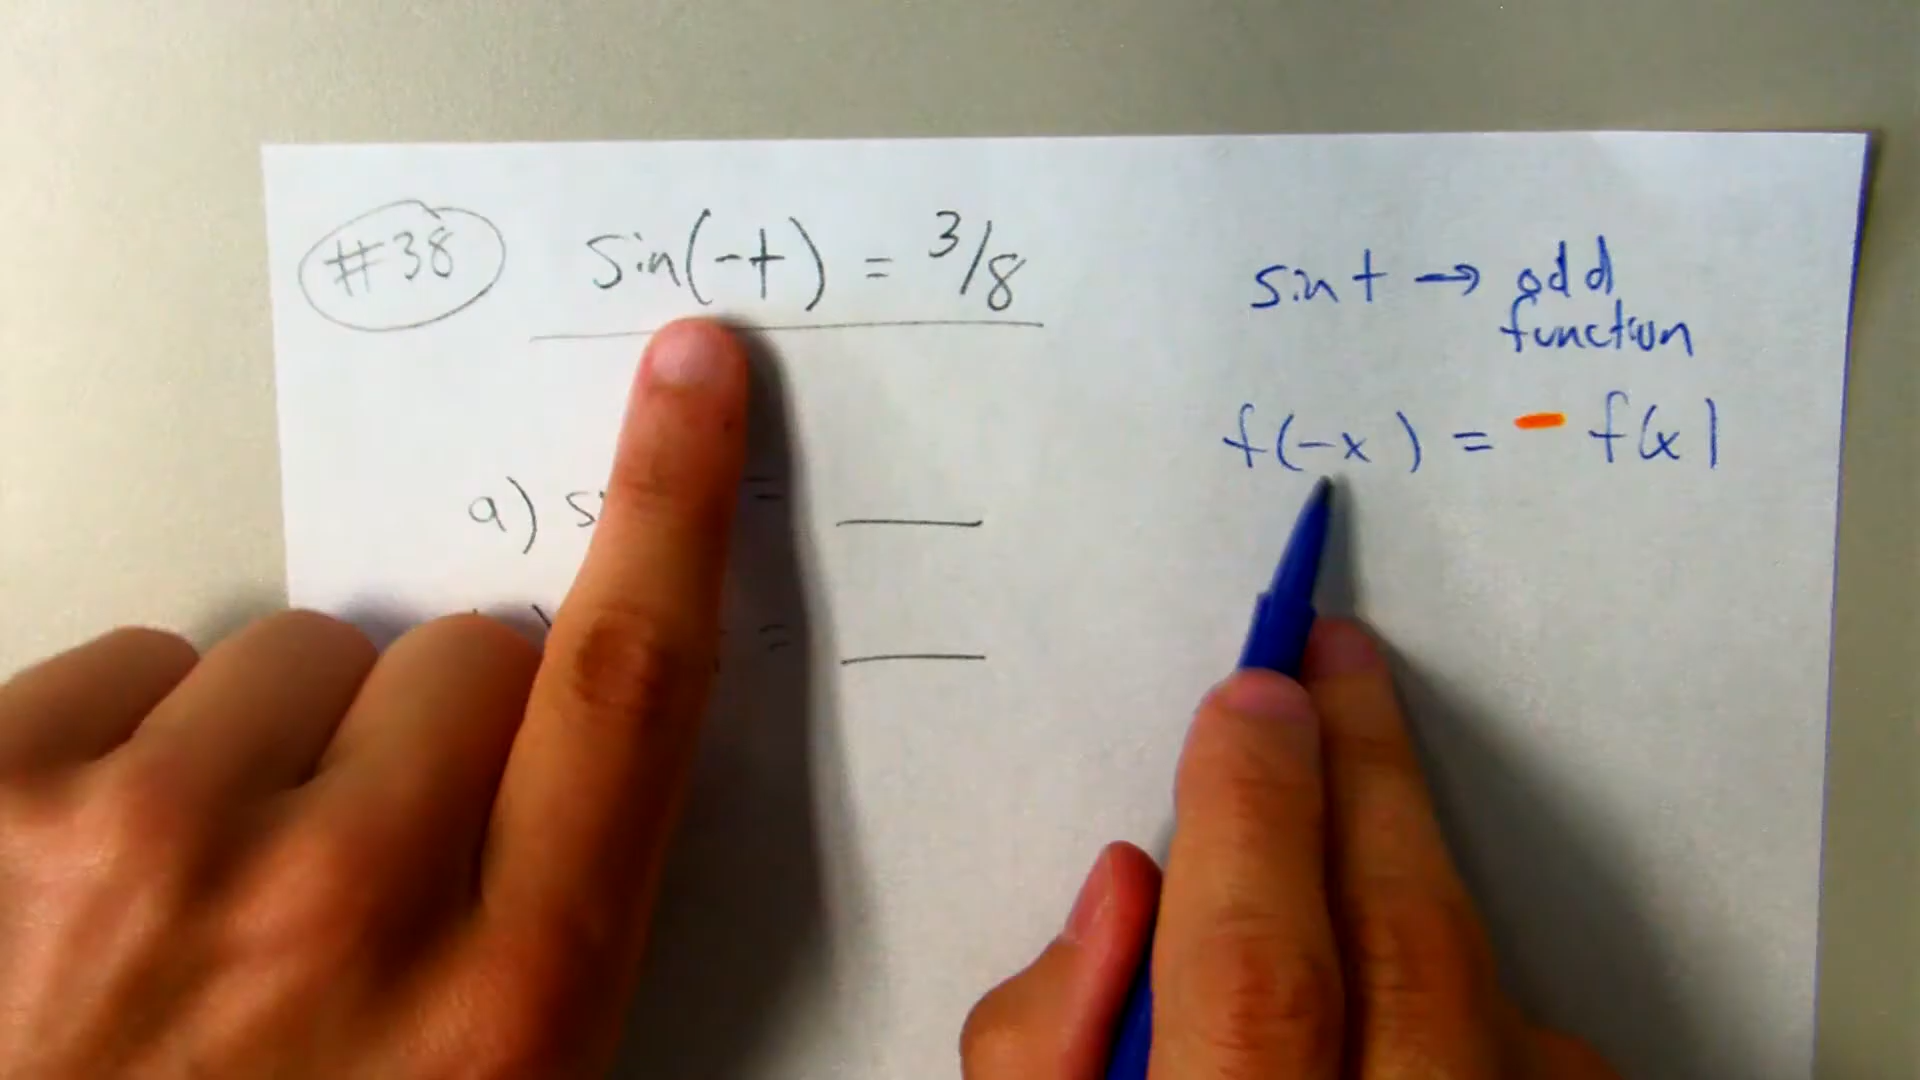 #38 sin(-t) = 3/8
sin t → odd
function
f(-x) = - f(x)
a) s =
=